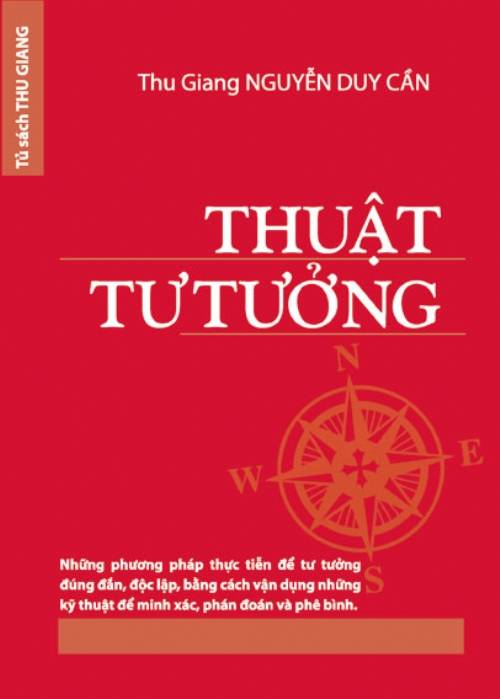 Tủ sách THU GIANG
Thu Giang NGUYỄN DUY CẦN
THUẬT
TƯ TƯỞNG
N
W
E
S
Những phương pháp thực tiễn để tư tưởng
đúng đắn, độc lập, bằng cách vận dụng những
kỹ thuật để minh xác, phán đoán và phê bình.